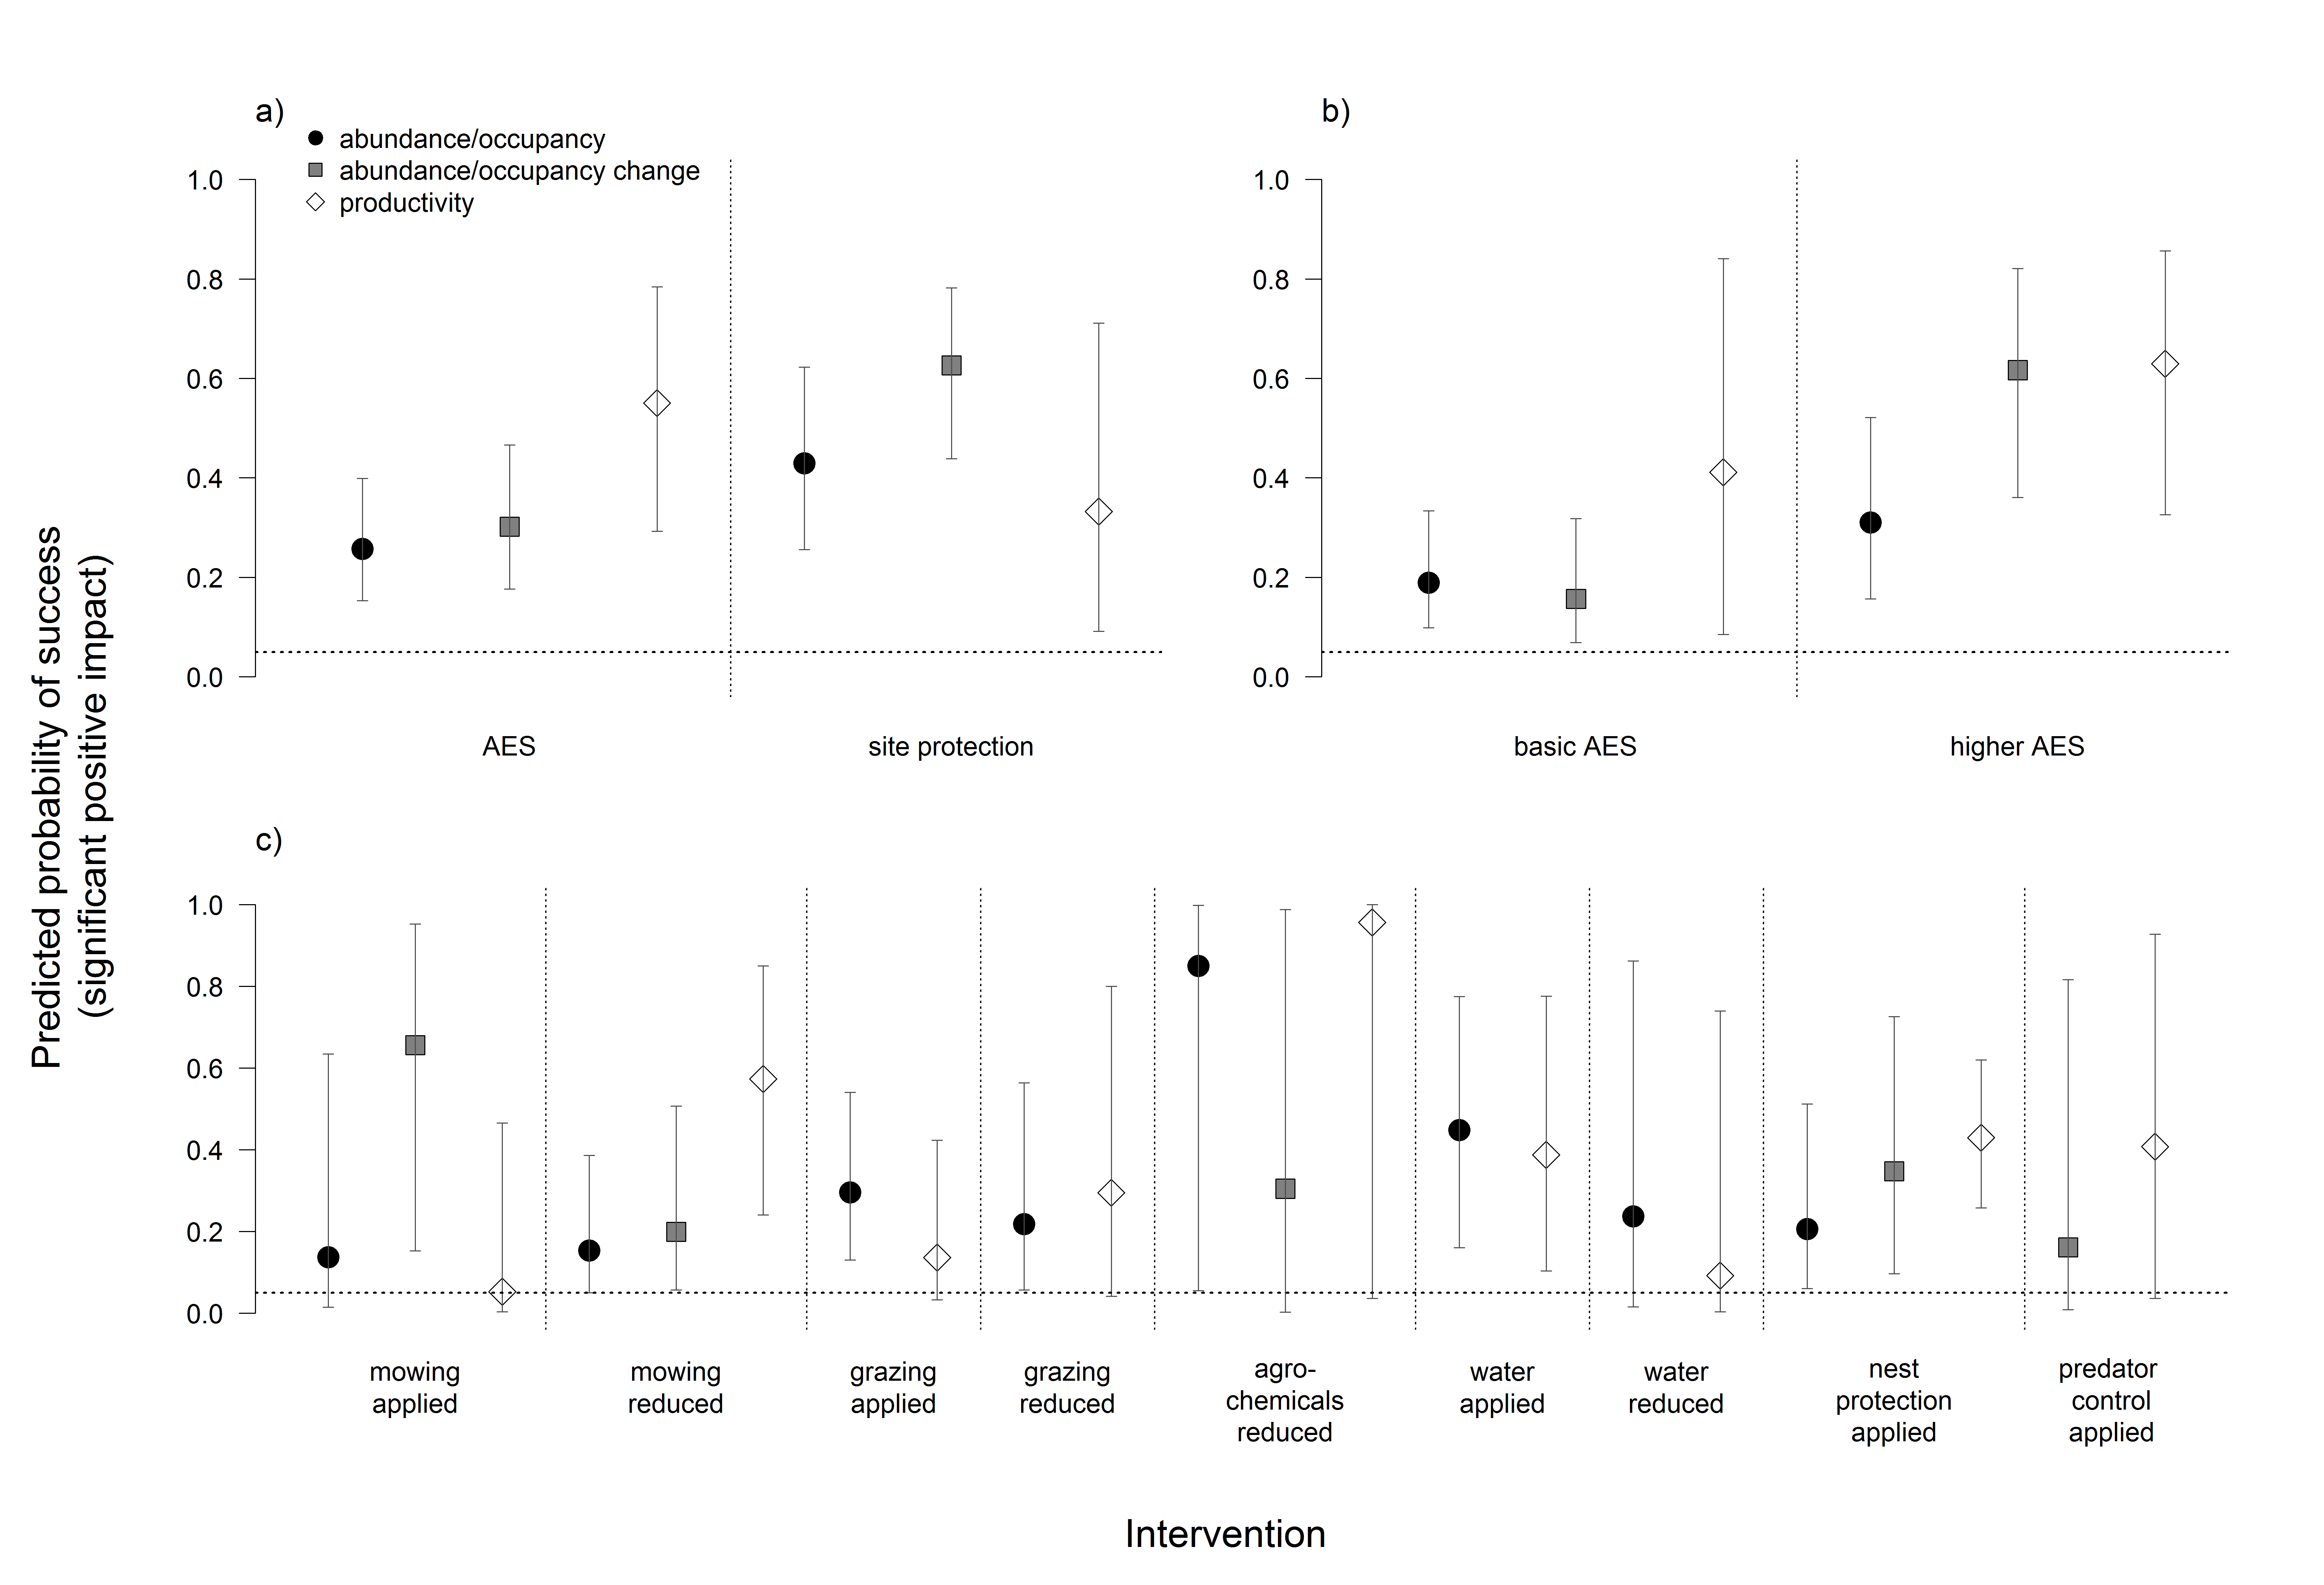 a)
abundance/occupancy
abundance/occupancy change
productivity
1.0
0.8
0.6
0.4
0.2
0.0
AES
site protection
b)
1.0
0.8
0.6
0.4
0.2
0.0
basic AES
higher AES
Predicted probability of success
(significant positive impact)
c)
1.0
0.8
0.6
0.4
0.2
0.0
mowing
applied
mowing
reduced
grazing
applied
grazing
reduced
agro-
chemicals
reduced
water
applied
water
reduced
nest
protection
applied
predator
control
applied
Intervention